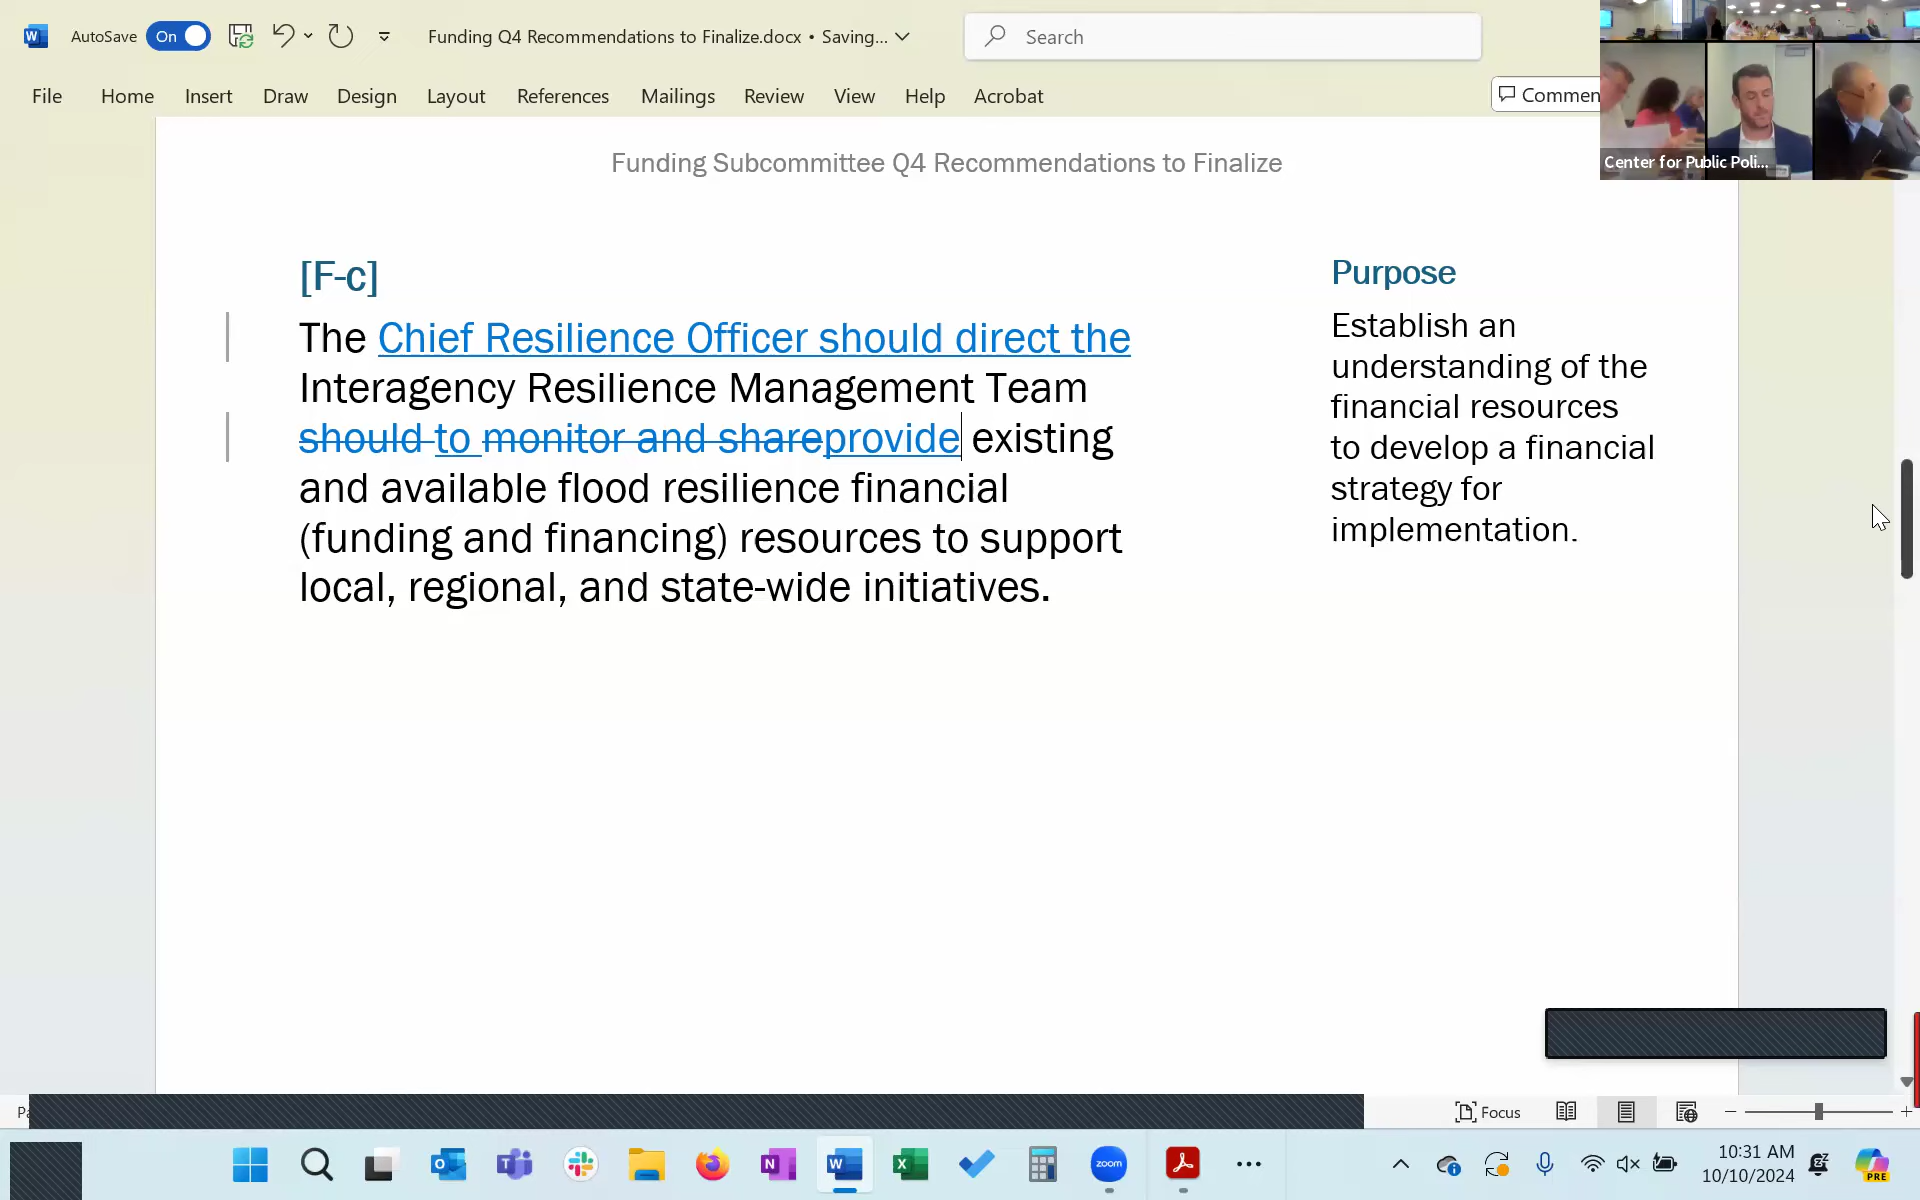 AutoSave On Funding Q4 Recommendations to Finalize.docx • Saving... Search
File Home Insert Draw Design Layout References Mailings Review View Help Acrobat
Center for Public Poli...
Funding Subcommittee Q4 Recommendations to Finalize
[F-c]
The Chief Resilience Officer should direct the
Interagency Resilience Management Team
should to monitor and shareprovide existing
and available flood resilience financial
(funding and financing) resources to support
local, regional, and state-wide initiatives.
Purpose
Establish an
understanding of the
financial resources
to develop a financial
strategy for
implementation.
Focus
zoom
10:31 AM
10/10/2024
PRE